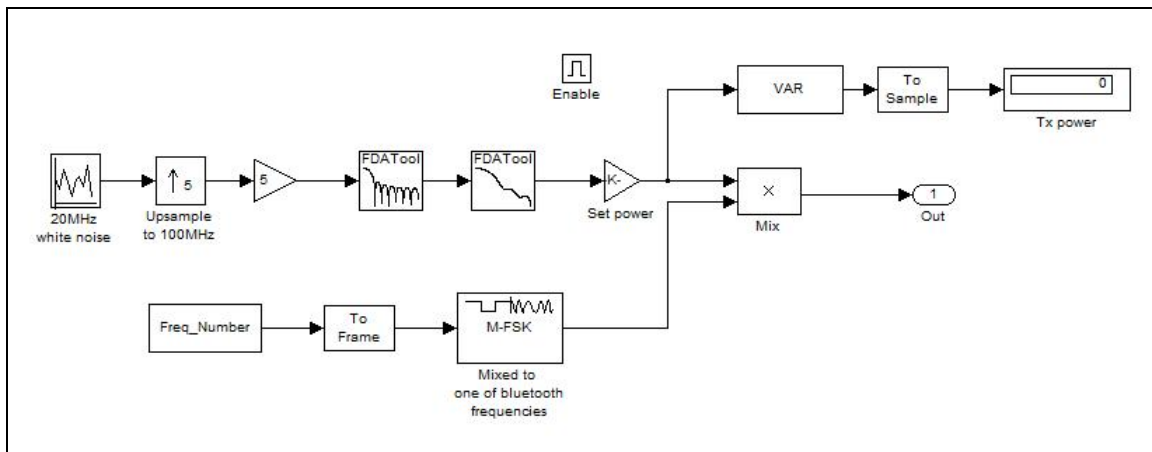 Enable
VAR
To
Sample
0
Tx power
20MHz
white noise
5
Upsample
to 100MHz
5
FDATool
FDATool
K-
Set power
×
Mix
1
Out
Freq_Number
To
Frame
M-FSK
Mixed to
one of bluetooth
frequencies